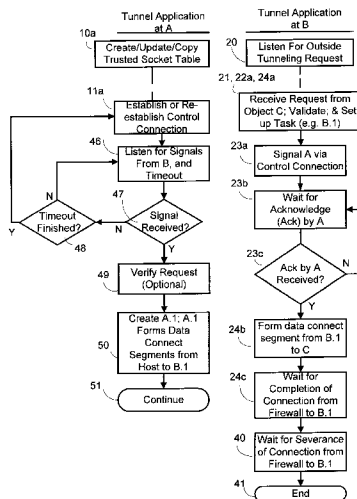 Tunnel Application
at A
10a
Create/Update/Copy
Trusted Socket Table
11a
Establish or Re-
establish Control
Connection
46
Listen for Signals
From B, and
Timeout
N
47
Timeout
Finished?
N
Signal
Received?
Y
48
Y
49
Verify Request
(Optional)
50
Create A.1; A.1
Forms Data
Connect
Segments from
Host to B.1
51
Continue
Tunnel Application
at B
20
Listen For Outside
Tunneling Request
21, 22a, 24a
Receive Request from
Object C; Validate; & Set
up Task (e.g. B.1)
23a
Signal A via
Control Connection
23b
Wait for
Acknowledge
(Ack) by A
23c
Ack by A
Received?
N
Y
24b
Form data connect
segment from B.1
to C
24c
Wait for
Completion of
Connection from
Firewall to B.1
40
Wait for Severance
of Connection from
Firewall to B.1
41
End